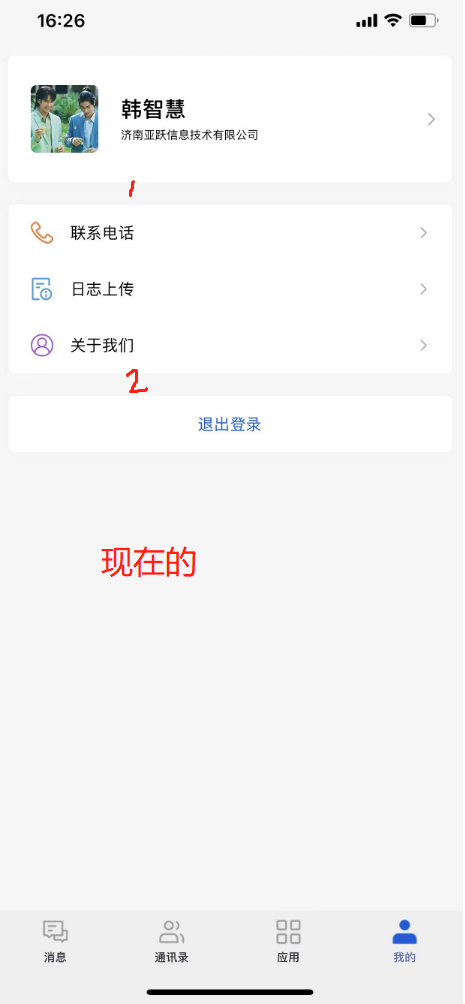 16:26
韩智慧
济南亚跃信息技术有限公司
1
联系电话
日志上传
关于我们
2
退出登录
现在的
消息
通讯录
应用
我的